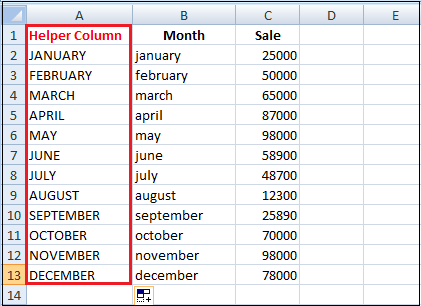 A B C D E
1 Helper Column Month Sale
2 JANUARY january 25000
3 FEBRUARY february 50000
4 MARCH march 65000
5 APRIL april 87000
6 MAY may 98000
7 JUNE june 58900
8 JULY july 48700
9 AUGUST august 12300
10 SEPTEMBER september 25890
11 OCTOBER october 70000
12 NOVEMBER november 98000
13 DECEMBER december 78000
14